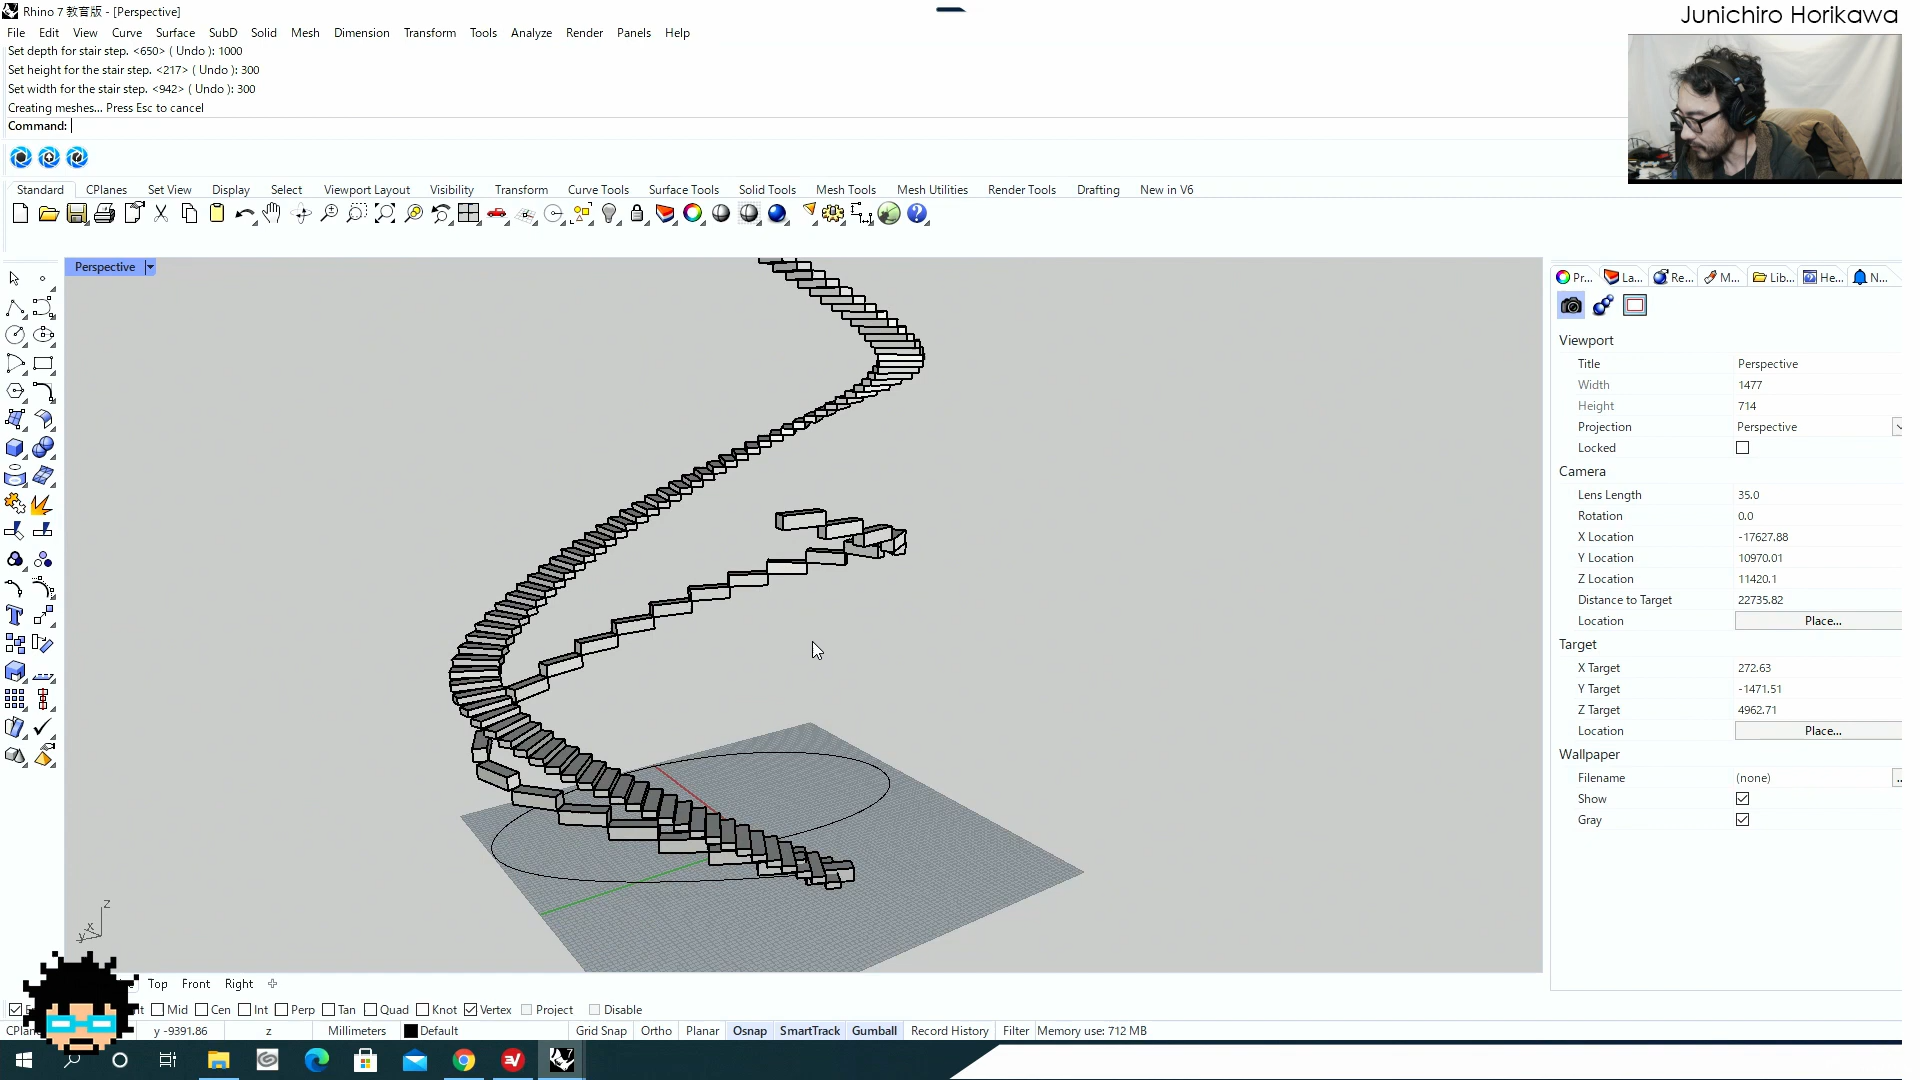 Rhino 7 教育版 - [Perspective]
Junichiro Horikawa
File Edit View Curve Surface SubD Solid Mesh Dimension Transform Tools Analyze Render Panels Help
Set depth for stair step. <650> ( Undo ): 1000
Set height for the stair step. <217> ( Undo ): 300
Set width for the stair step. <942> ( Undo ): 300
Creating meshes... Press Esc to cancel
Command:
Standard CPlanes Set View Display Select Viewport Layout Visibility Transform Curve Tools Surface Tools Solid Tools Mesh Tools Mesh Utilities Render Tools Drafting New in V6
Perspective
Pr... La... Re... M... Lib... He... N...
Viewport
Title Perspective
Width 1477
Height 714
Projection Perspective
Locked
Camera
Lens Length 35.0
Rotation 0.0
X Location -17627.88
Y Location 10970.01
Z Location 11420.1
Distance to Target 22735.82
Location Place...
Target
X Target 272.63
Y Target -1471.51
Z Target 4962.71
Location Place...
Wallpaper
Filename (none)
Show
Gray
z
x
y
Top Front Right
Mid Cen Int Perp Tan Quad Knot Vertex Project Disable
y -9391.86 z Millimeters Default Grid Snap Ortho Planar Osnap SmartTrack Gumball Record History Filter Memory use: 712 MB